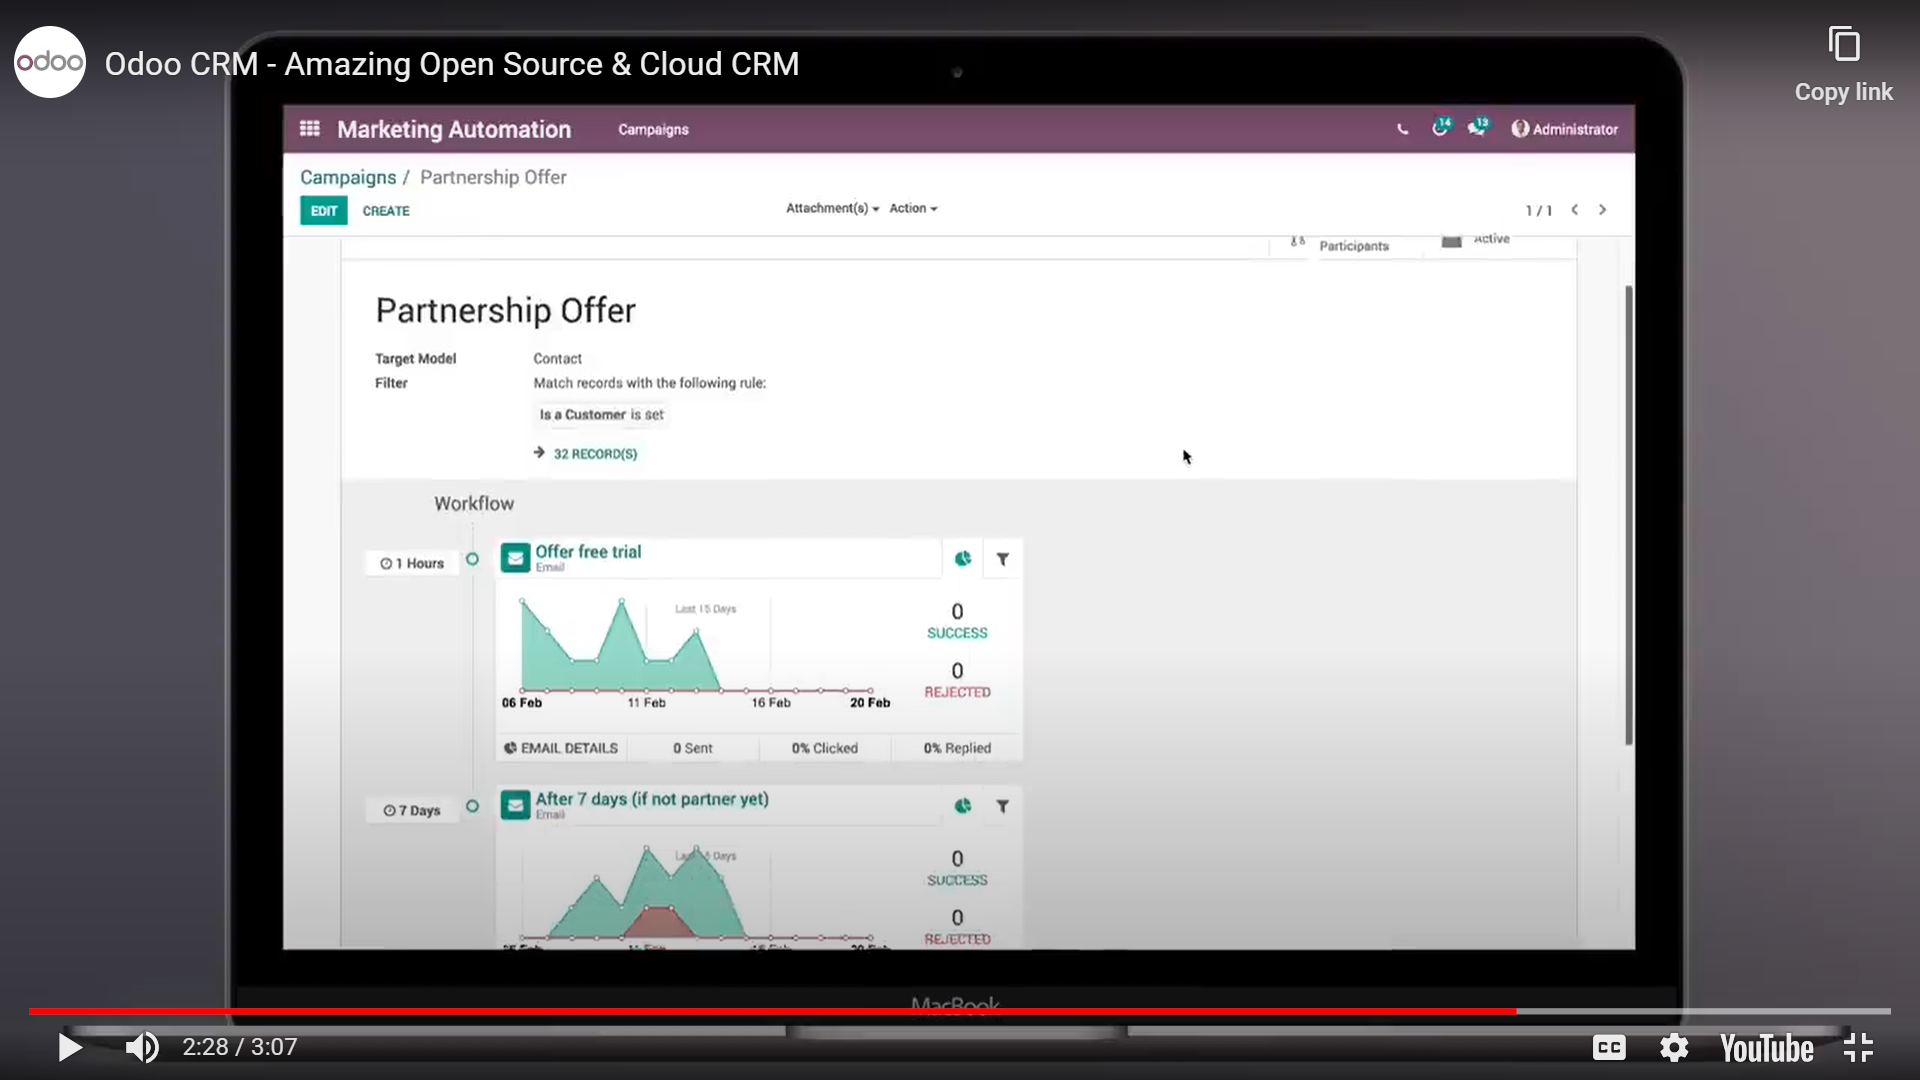 odoo
Odoo CRM - Amazing Open Source & Cloud CRM
Copy link
Marketing Automation
Campaigns
14
13
Administrator
Campaigns / Partnership Offer
EDIT
CREATE
Attachment(s)
Action
1 / 1
Participants
Active
Partnership Offer
Target Model
Contact
Filter
Match records with the following rule:
Is a Customer is set
32 RECORD(S)
Workflow
1 Hours
Offer free trial
Email
Last 15 Days
0
SUCCESS
0
REJECTED
06 Feb
11 Feb
16 Feb
20 Feb
EMAIL DETAILS
0 Sent
0% Clicked
0% Replied
7 Days
After 7 days (if not partner yet)
Email
Days
0
SUCCESS
0
REJECTED
11 Feb
20 Feb
MacBook
2:28 / 3:07
CC
YouTube